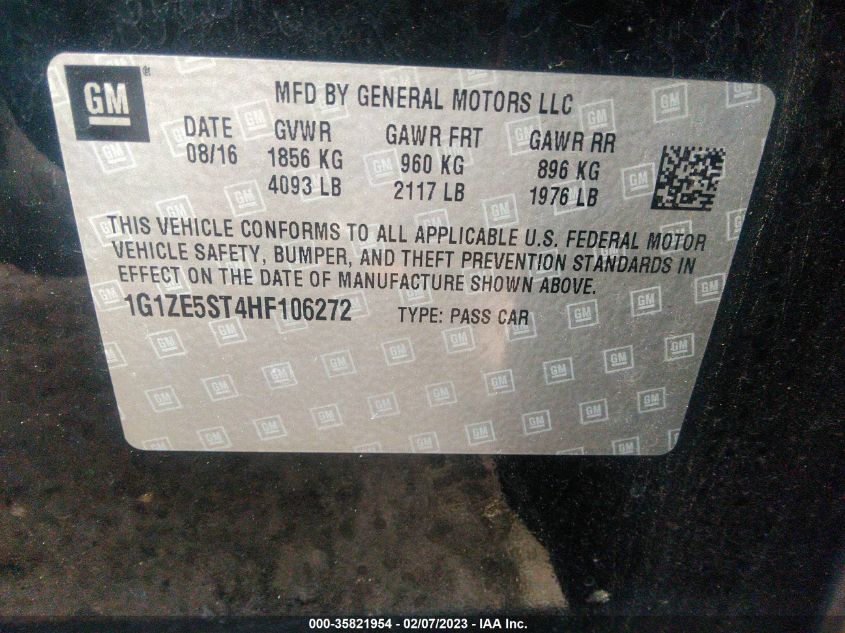 GM
MFD BY GENERAL MOTORS LLC
DATE GVWR GAWR FRT GAWR RR
08/16 1856 KG 960 KG 896 KG
4093 LB 2117 LB 1976 LB
THIS VEHICLE CONFORMS TO ALL APPLICABLE U.S. FEDERAL MOTOR
VEHICLE SAFETY, BUMPER, AND THEFT PREVENTION STANDARDS IN
EFFECT ON THE DATE OF MANUFACTURE SHOWN ABOVE.
1G1ZE5ST4HF106272 TYPE: PASS CAR
000-35821954 - 02/07/2023 - IAA Inc.